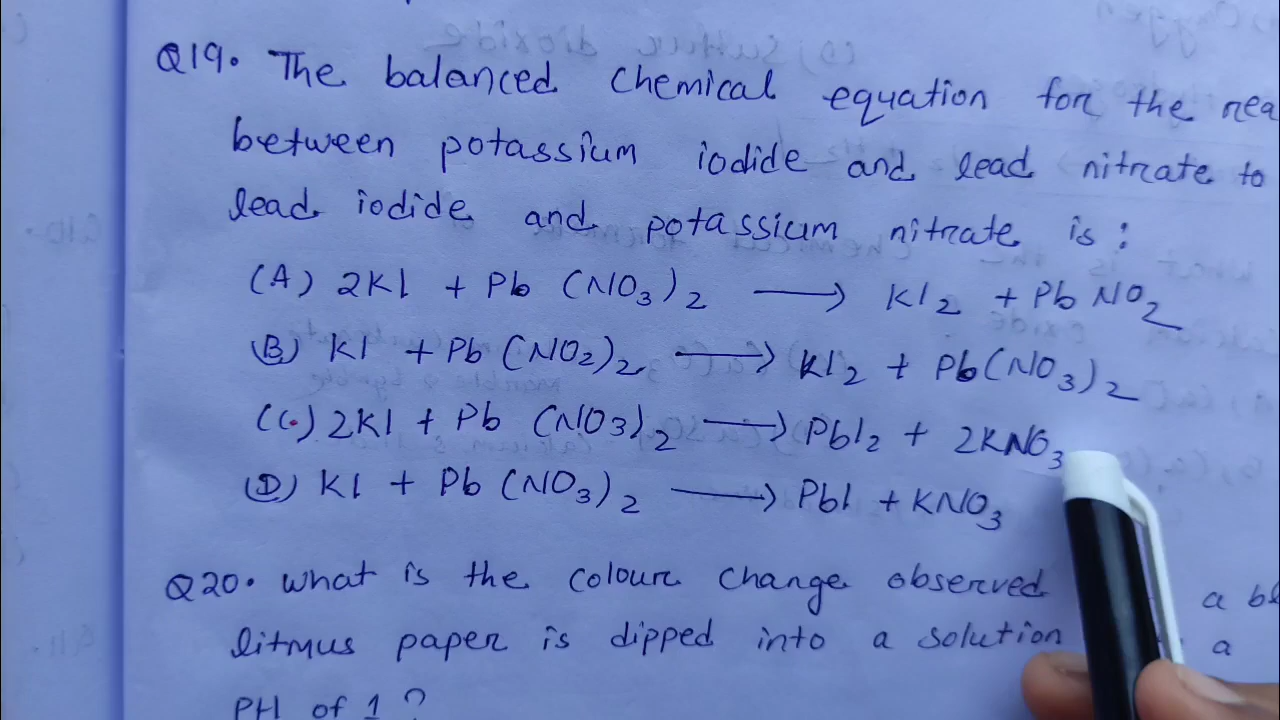 Q19. The balanced chemical equation for the rea
between potassium iodide and lead nitrate to
lead iodide and potassium nitrate is :
(A) 2KI + Pb (NO3)2 ⟶ KI2 + Pb NO2
(B) KI + Pb (NO2)2 ⟶ KI2 + Pb(NO3)2
(C) 2KI + Pb (NO3)2 ⟶ PbI2 + 2KNO3
(D) KI + Pb (NO3)2 ⟶ PbI + KNO3
Q20. What is the colour change observed a bl
litmus paper is dipped into a solution a
PH of 1 ?